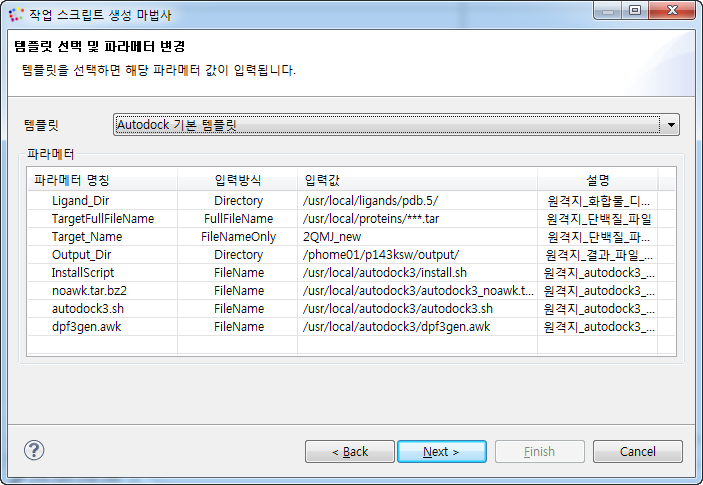 작업 스크립트 생성 마법사
템플릿 선택 및 파라메터 변경
템플릿을 선택하면 해당 파라메터 값이 입력됩니다.
템플릿 Autodock 기본 템플릿
파라메터
파라메터 명칭 입력방식 입력값 설명
Ligand_Dir Directory /usr/local/ligands/pdb.5/ 원격지_화합물_디...
TargetFullFileName FullFileName /usr/local/proteins/***.tar 원격지_단백질_파일
Target_Name FileNameOnly 2QMJ_new 원격지_단백질_파...
Output_Dir Directory /phome01/p143ksw/output/ 원격지_결과_파일_...
InstallScript FileName /usr/local/autodock3/install.sh 원격지_autodock3_...
noawk.tar.bz2 FileName /usr/local/autodock3/autodock3_noawk.t... 원격지_autodock3_...
autodock3.sh FileName /usr/local/autodock3/autodock3.sh 원격지_autodock3_...
dpf3gen.awk FileName /usr/local/autodock3/dpf3gen.awk 원격지_autodock3_...
? < Back Next > Finish Cancel